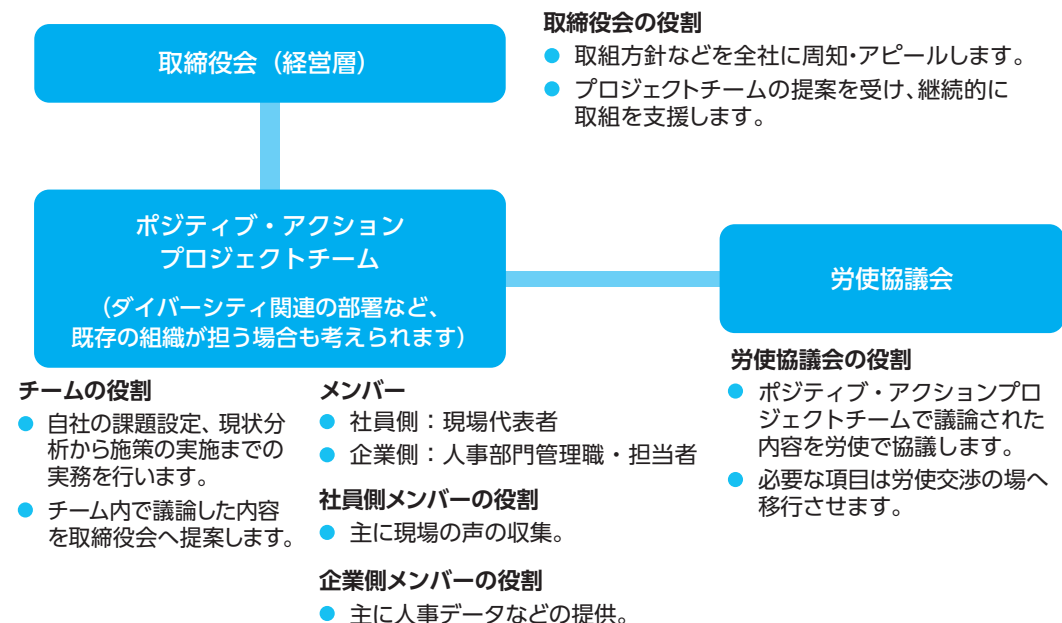 取締役会（経営層）
取締役会の役割
● 取組方針などを全社に周知・アピールします。
● プロジェクトチームの提案を受け、継続的に
取組を支援します。
ポジティブ・アクション
プロジェクトチーム
（ダイバーシティ関連の部署など、
既存の組織が担う場合も考えられます）
労使協議会
チームの役割
● 自社の課題設定、現状分
析から施策の実施までの
実務を行います。
● チーム内で議論した内容
を取締役会へ提案します。
メンバー
● 社員側：現場代表者
● 企業側：人事部門管理職・担当者
社員側メンバーの役割
● 主に現場の声の収集。
企業側メンバーの役割
● 主に人事データなどの提供。
労使協議会の役割
● ポジティブ・アクションプロ
ジェクトチームで議論された
内容を労使で協議します。
● 必要な項目は労使交渉の場へ
移行させます。